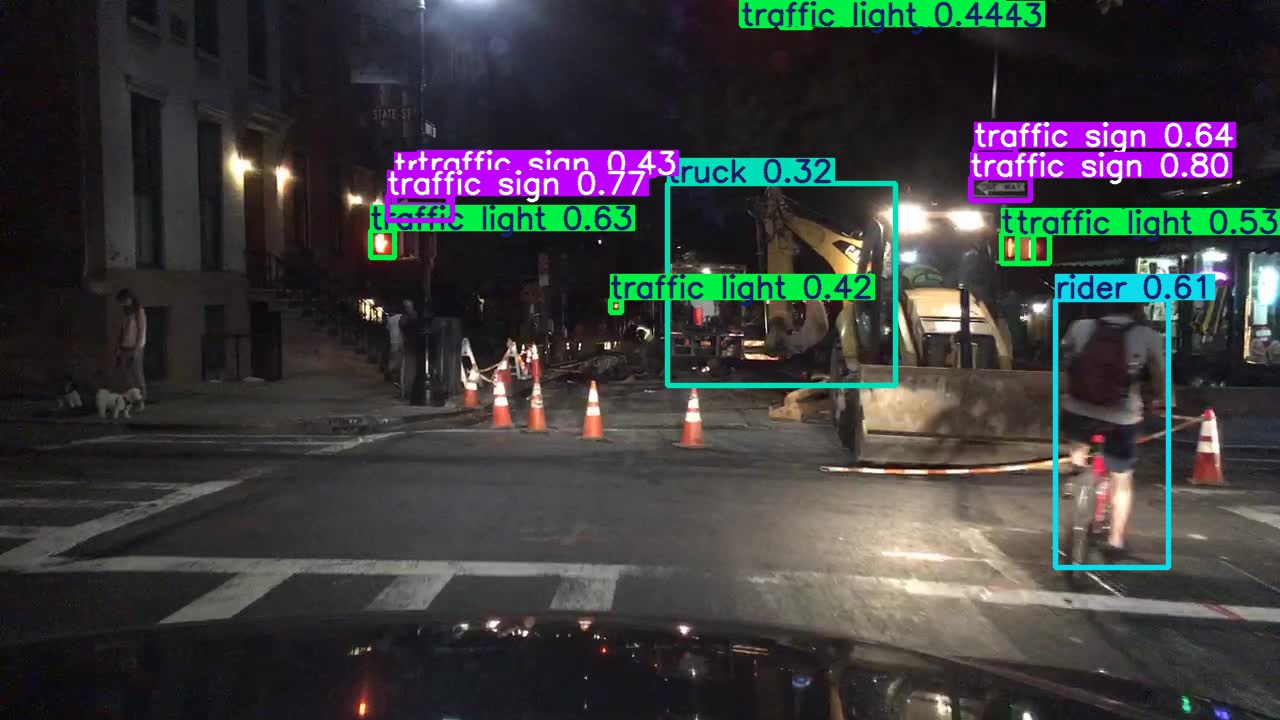 traffic light 0.4443
STATE ST
traffic sign 0.64
traffic sign 0.43
traffic sign 0.80
traffic sign 0.77
truck 0.32
ONE WAY
traffic light 0.63
traffic light 0.53
traffic light 0.42
rider 0.61